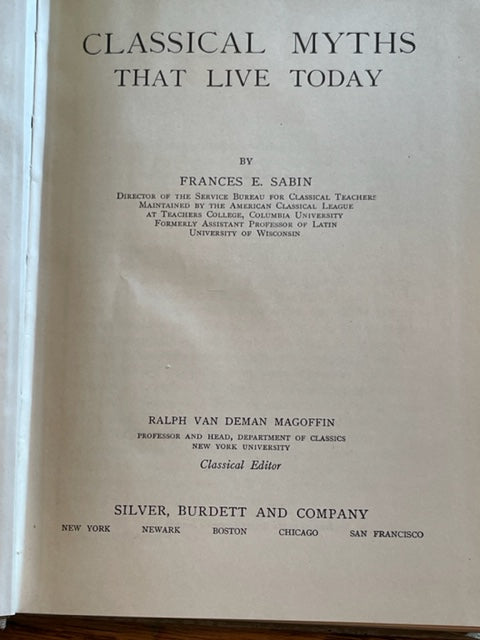 CLASSICAL MYTHS
THAT LIVE TODAY
BY
FRANCES E. SABIN
DIRECTOR OF THE SERVICE BUREAU FOR CLASSICAL TEACHERS
MAINTAINED BY THE AMERICAN CLASSICAL LEAGUE
AT TEACHERS COLLEGE, COLUMBIA UNIVERSITY
FORMERLY ASSISTANT PROFESSOR OF LATIN
UNIVERSITY OF WISCONSIN
RALPH VAN DEMAN MAGOFFIN
PROFESSOR AND HEAD, DEPARTMENT OF CLASSICS
NEW YORK UNIVERSITY
Classical Editor
SILVER, BURDETT AND COMPANY
NEW YORK NEWARK BOSTON CHICAGO SAN FRANCISCO